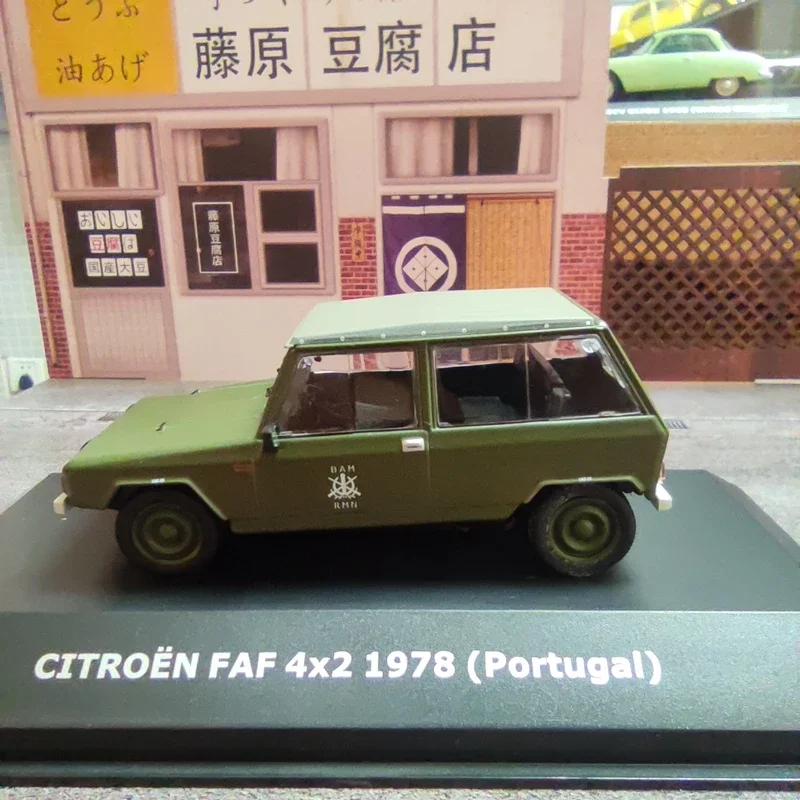 とうふ
油あげ
藤原 豆腐 店
おいしい
豆腐は
国産大豆
藤原豆腐店
BAM
RMN
CITROËN FAF 4x2 1978 (Portugal)